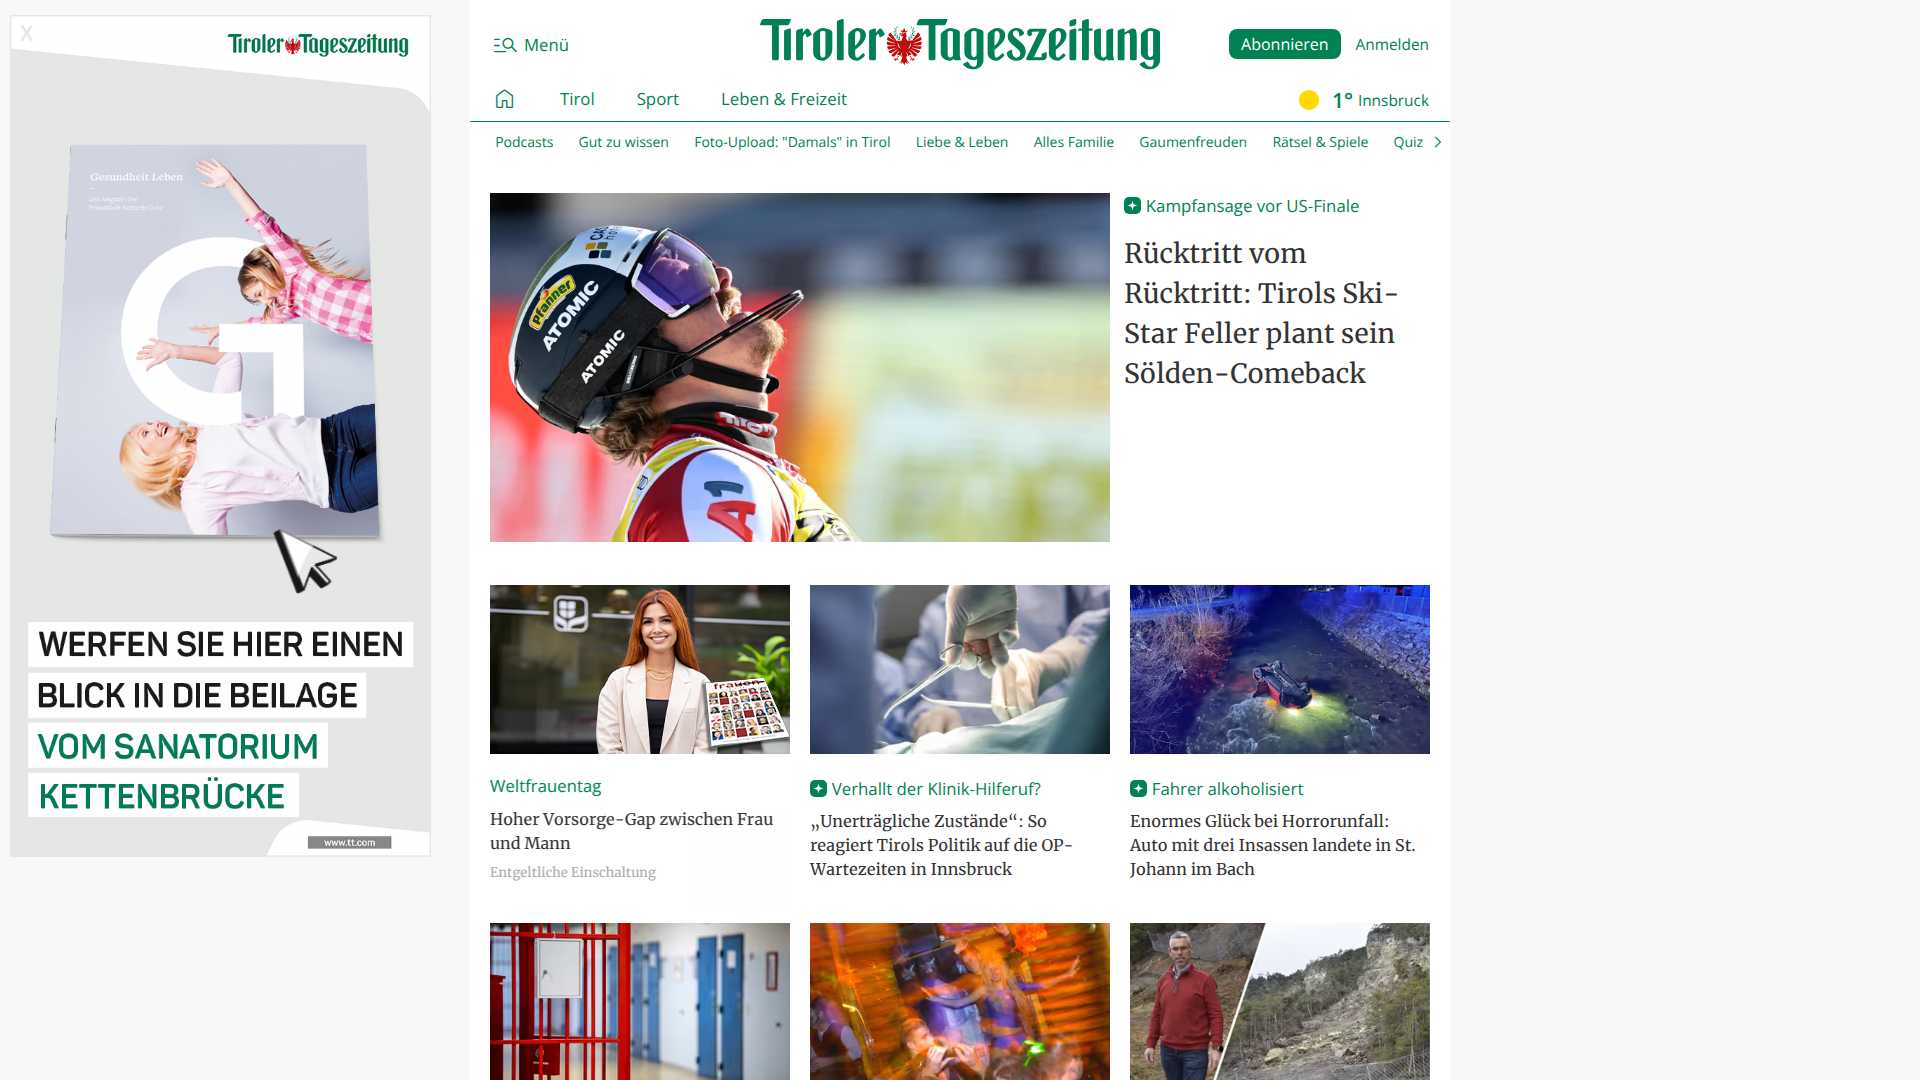 X
Tiroler Tageszeitung
Gesundheit Leben
WERFEN SIE HIER EINEN
BLICK IN DIE BEILAGE
VOM SANATORIUM
KETTENBRÜCKE
www.tt.com
Menü
Tiroler Tageszeitung
Abonnieren
Anmelden
Tirol
Sport
Leben & Freizeit
1° Innsbruck
Podcasts
Gut zu wissen
Foto-Upload: "Damals" in Tirol
Liebe & Leben
Alles Familie
Gaumenfreuden
Rätsel & Spiele
Quiz
Pfanner
ATOMIC
ATOMIC
A1
Kampfansage vor US-Finale
Rücktritt vom
Rücktritt: Tirols Ski-
Star Feller plant sein
Sölden-Comeback
frauen
Weltfrauentag
Hoher Vorsorge-Gap zwischen Frau
und Mann
Entgeltliche Einschaltung
Verhallt der Klinik-Hilferuf?
„Unerträgliche Zustände“: So
reagiert Tirols Politik auf die OP-
Wartezeiten in Innsbruck
Fahrer alkoholisiert
Enormes Glück bei Horrorunfall:
Auto mit drei Insassen landete in St.
Johann im Bach